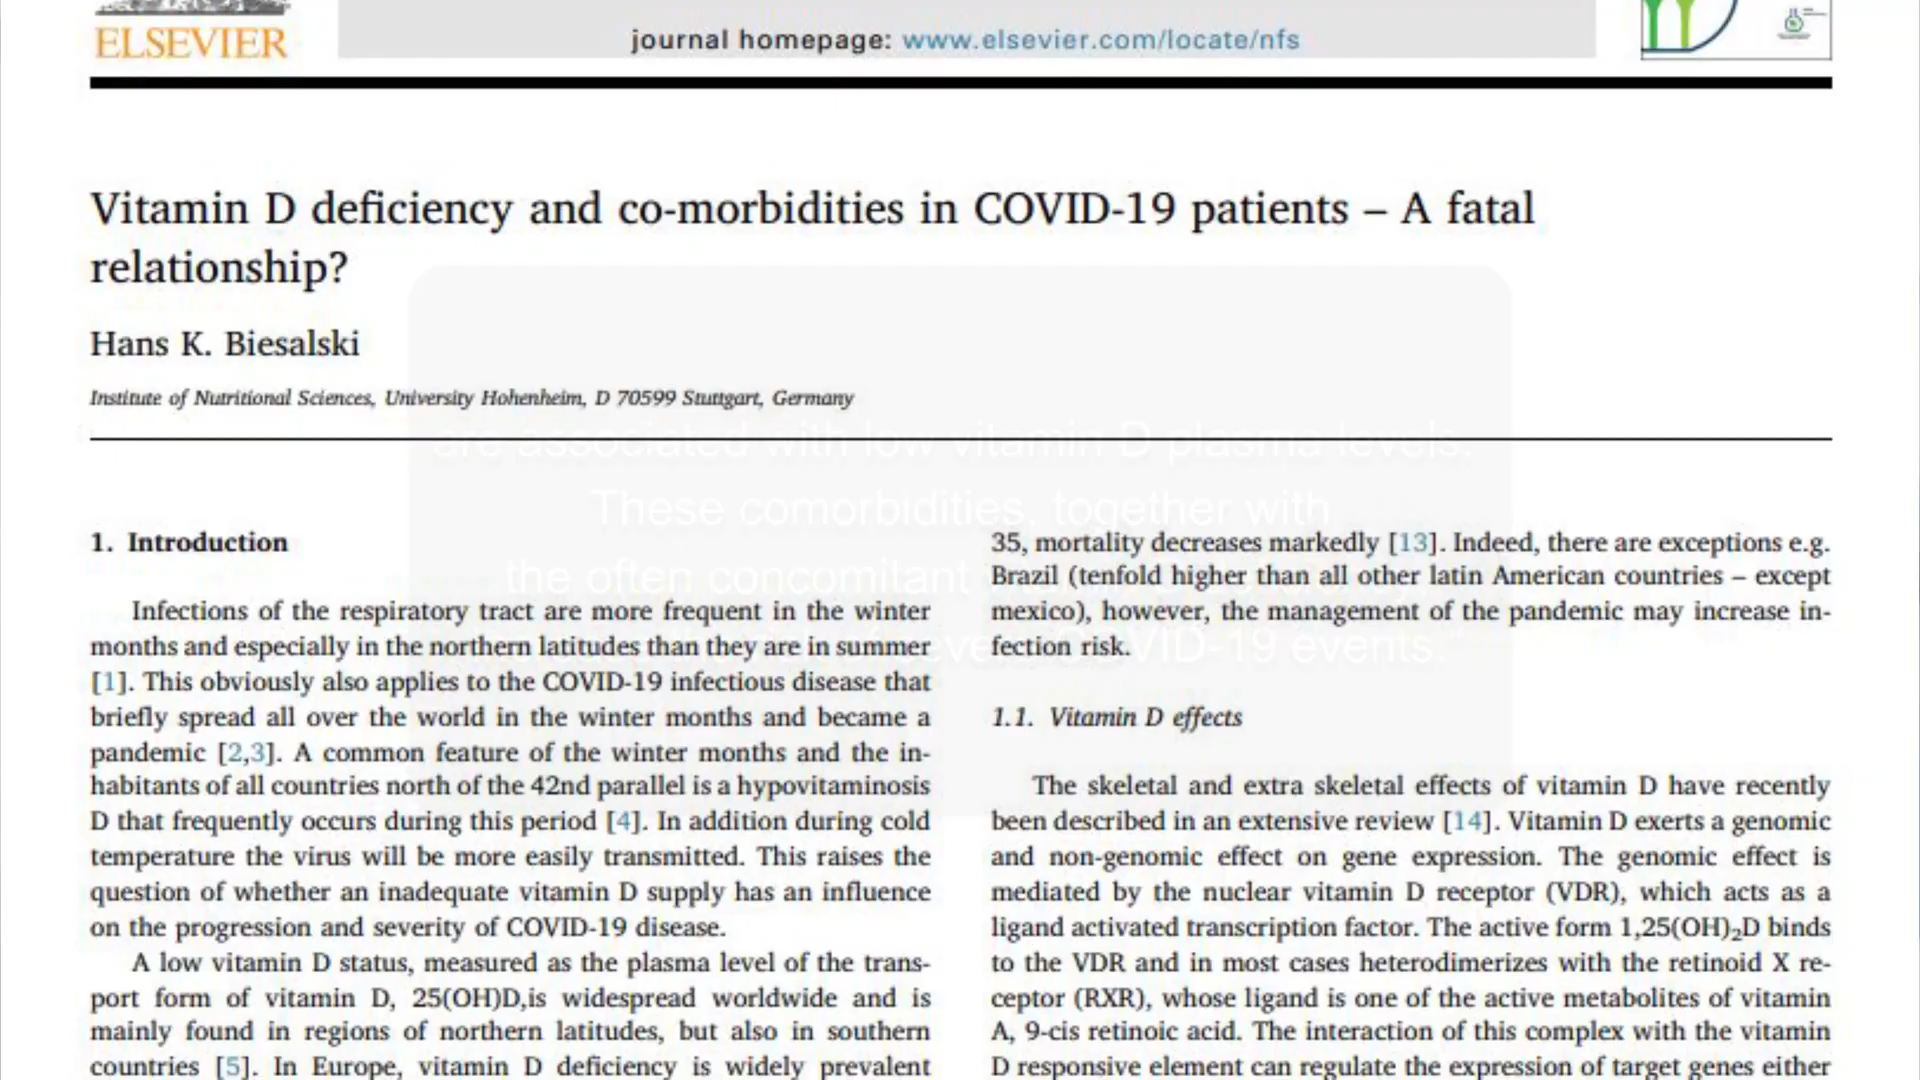 ELSEVIER
journal homepage: www.elsevier.com/locate/nfs
Vitamin D deficiency and co-morbidities in COVID-19 patients – A fatal
relationship?
Hans K. Biesalski
Institute of Nutritional Sciences, University Hohenheim, D 70599 Stuttgart, Germany
are associated with low vitamin D plasma levels.
These comorbidities, together with
the often concomitant
severe COVID-19 events."
1. Introduction
Infections of the respiratory tract are more frequent in the winter
months and especially in the northern latitudes than they are in summer
[1]. This obviously also applies to the COVID-19 infectious disease that
briefly spread all over the world in the winter months and became a
pandemic [2,3]. A common feature of the winter months and the in-
habitants of all countries north of the 42nd parallel is a hypovitaminosis
D that frequently occurs during this period [4]. In addition during cold
temperature the virus will be more easily transmitted. This raises the
question of whether an inadequate vitamin D supply has an influence
on the progression and severity of COVID-19 disease.
A low vitamin D status, measured as the plasma level of the trans-
port form of vitamin D, 25(OH)D,is widespread worldwide and is
mainly found in regions of northern latitudes, but also in southern
countries [5]. In Europe, vitamin D deficiency is widely prevalent
35, mortality decreases markedly [13]. Indeed, there are exceptions e.g.
Brazil (tenfold higher than all other latin American countries – except
mexico), however, the management of the pandemic may increase in-
fection risk.
1.1. Vitamin D effects
The skeletal and extra skeletal effects of vitamin D have recently
been described in an extensive review [14]. Vitamin D exerts a genomic
and non-genomic effect on gene expression. The genomic effect is
mediated by the nuclear vitamin D receptor (VDR), which acts as a
ligand activated transcription factor. The active form 1,25(OH)₂D binds
to the VDR and in most cases heterodimerizes with the retinoid X re-
ceptor (RXR), whose ligand is one of the active metabolites of vitamin
A, 9-cis retinoic acid. The interaction of this complex with the vitamin
D responsive element can regulate the expression of target genes either